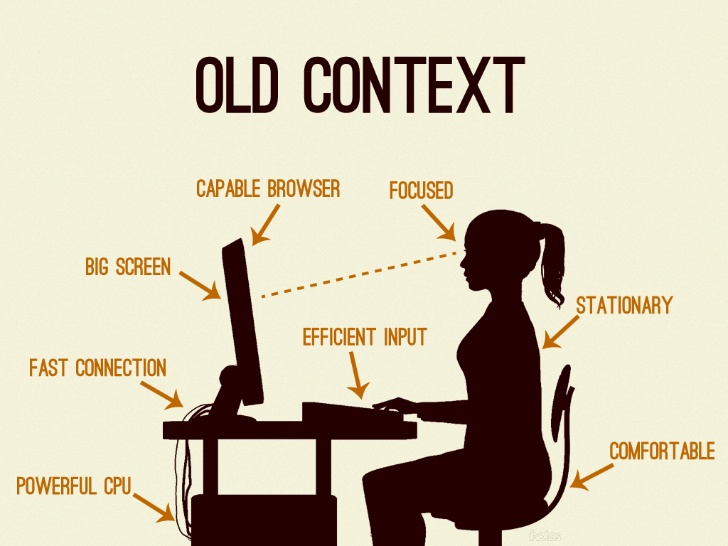 OLD CONTEXT
CAPABLE BROWSER
FOCUSED
BIG SCREEN
STATIONARY
EFFICIENT INPUT
FAST CONNECTION
COMFORTABLE
POWERFUL CPU